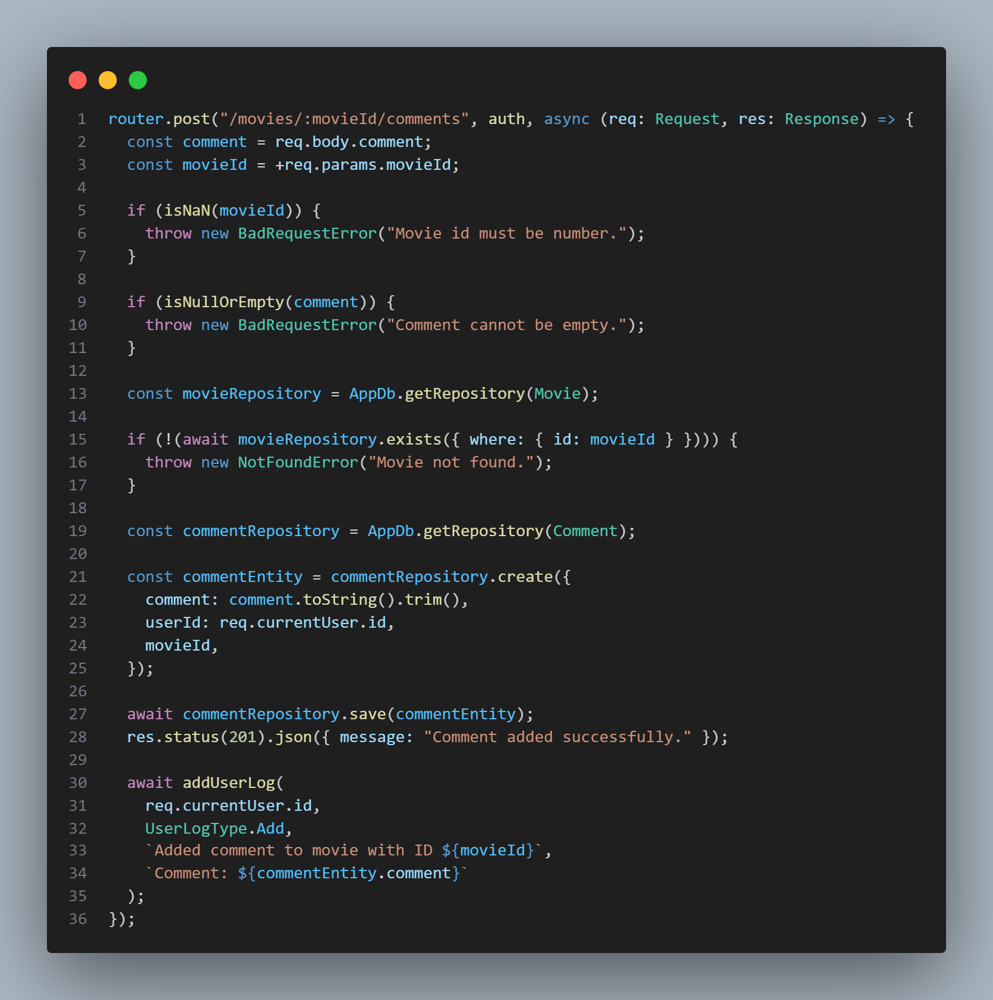 1 router.post("/movies/:movieId/comments", auth, async (req: Request, res: Response) => {
2   const comment = req.body.comment;
3   const movieId = +req.params.movieId;
4
5   if (isNaN(movieId)) {
6     throw new BadRequestError("Movie id must be number.");
7   }
8
9   if (isNullOrEmpty(comment)) {
10     throw new BadRequestError("Comment cannot be empty.");
11   }
12
13   const movieRepository = AppDb.getRepository(Movie);
14
15   if (!(await movieRepository.exists({ where: { id: movieId } }))) {
16     throw new NotFoundError("Movie not found.");
17   }
18
19   const commentRepository = AppDb.getRepository(Comment);
20
21   const commentEntity = commentRepository.create({
22     comment: comment.toString().trim(),
23     userId: req.currentUser.id,
24     movieId,
25   });
26
27   await commentRepository.save(commentEntity);
28   res.status(201).json({ message: "Comment added successfully." });
29
30   await addUserLog(
31     req.currentUser.id,
32     UserLogType.Add,
33     `Added comment to movie with ID ${movieId}`,
34     `Comment: ${commentEntity.comment}`
35   );
36 });